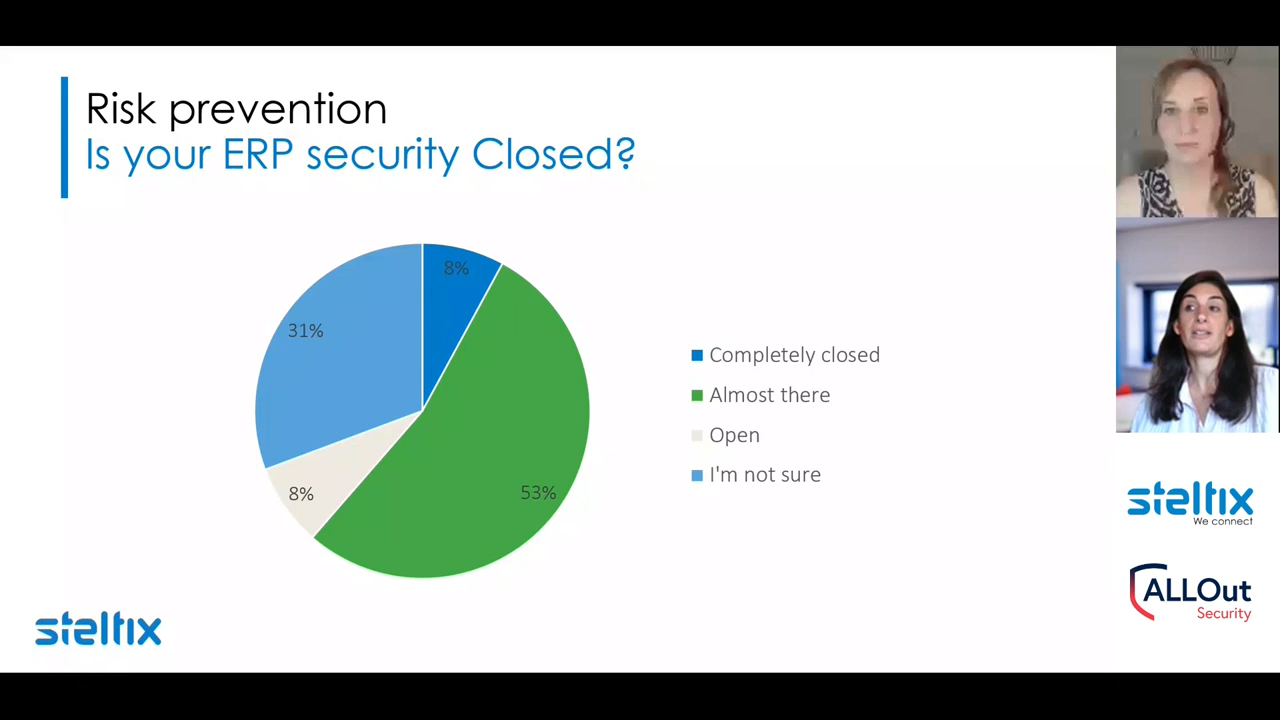 Risk prevention
Is your ERP security Closed?
8%
31%
53%
8%
Completely closed
Almost there
Open
I'm not sure
steltix
steltix
We connect
ALLOut
Security